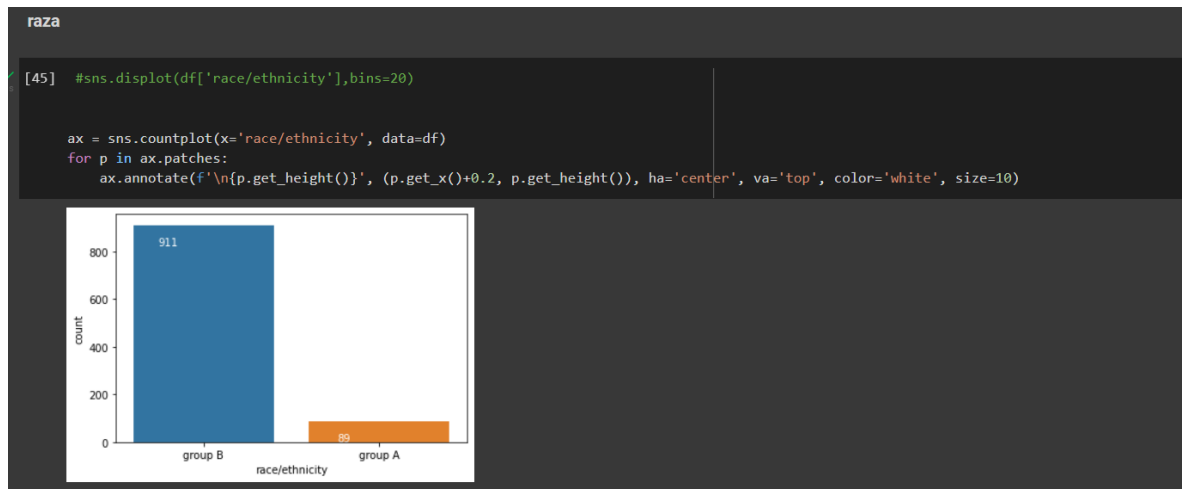 raza
[45] #sns.displot(df['race/ethnicity'],bins=20)
ax = sns.countplot(x='race/ethnicity', data=df)
for p in ax.patches:
ax.annotate(f'\n{p.get_height()}', (p.get_x()+0.2, p.get_height()), ha='center', va='top', color='white', size=10)
911
800
600
400
200
0
count
89
group B group A
race/ethnicity